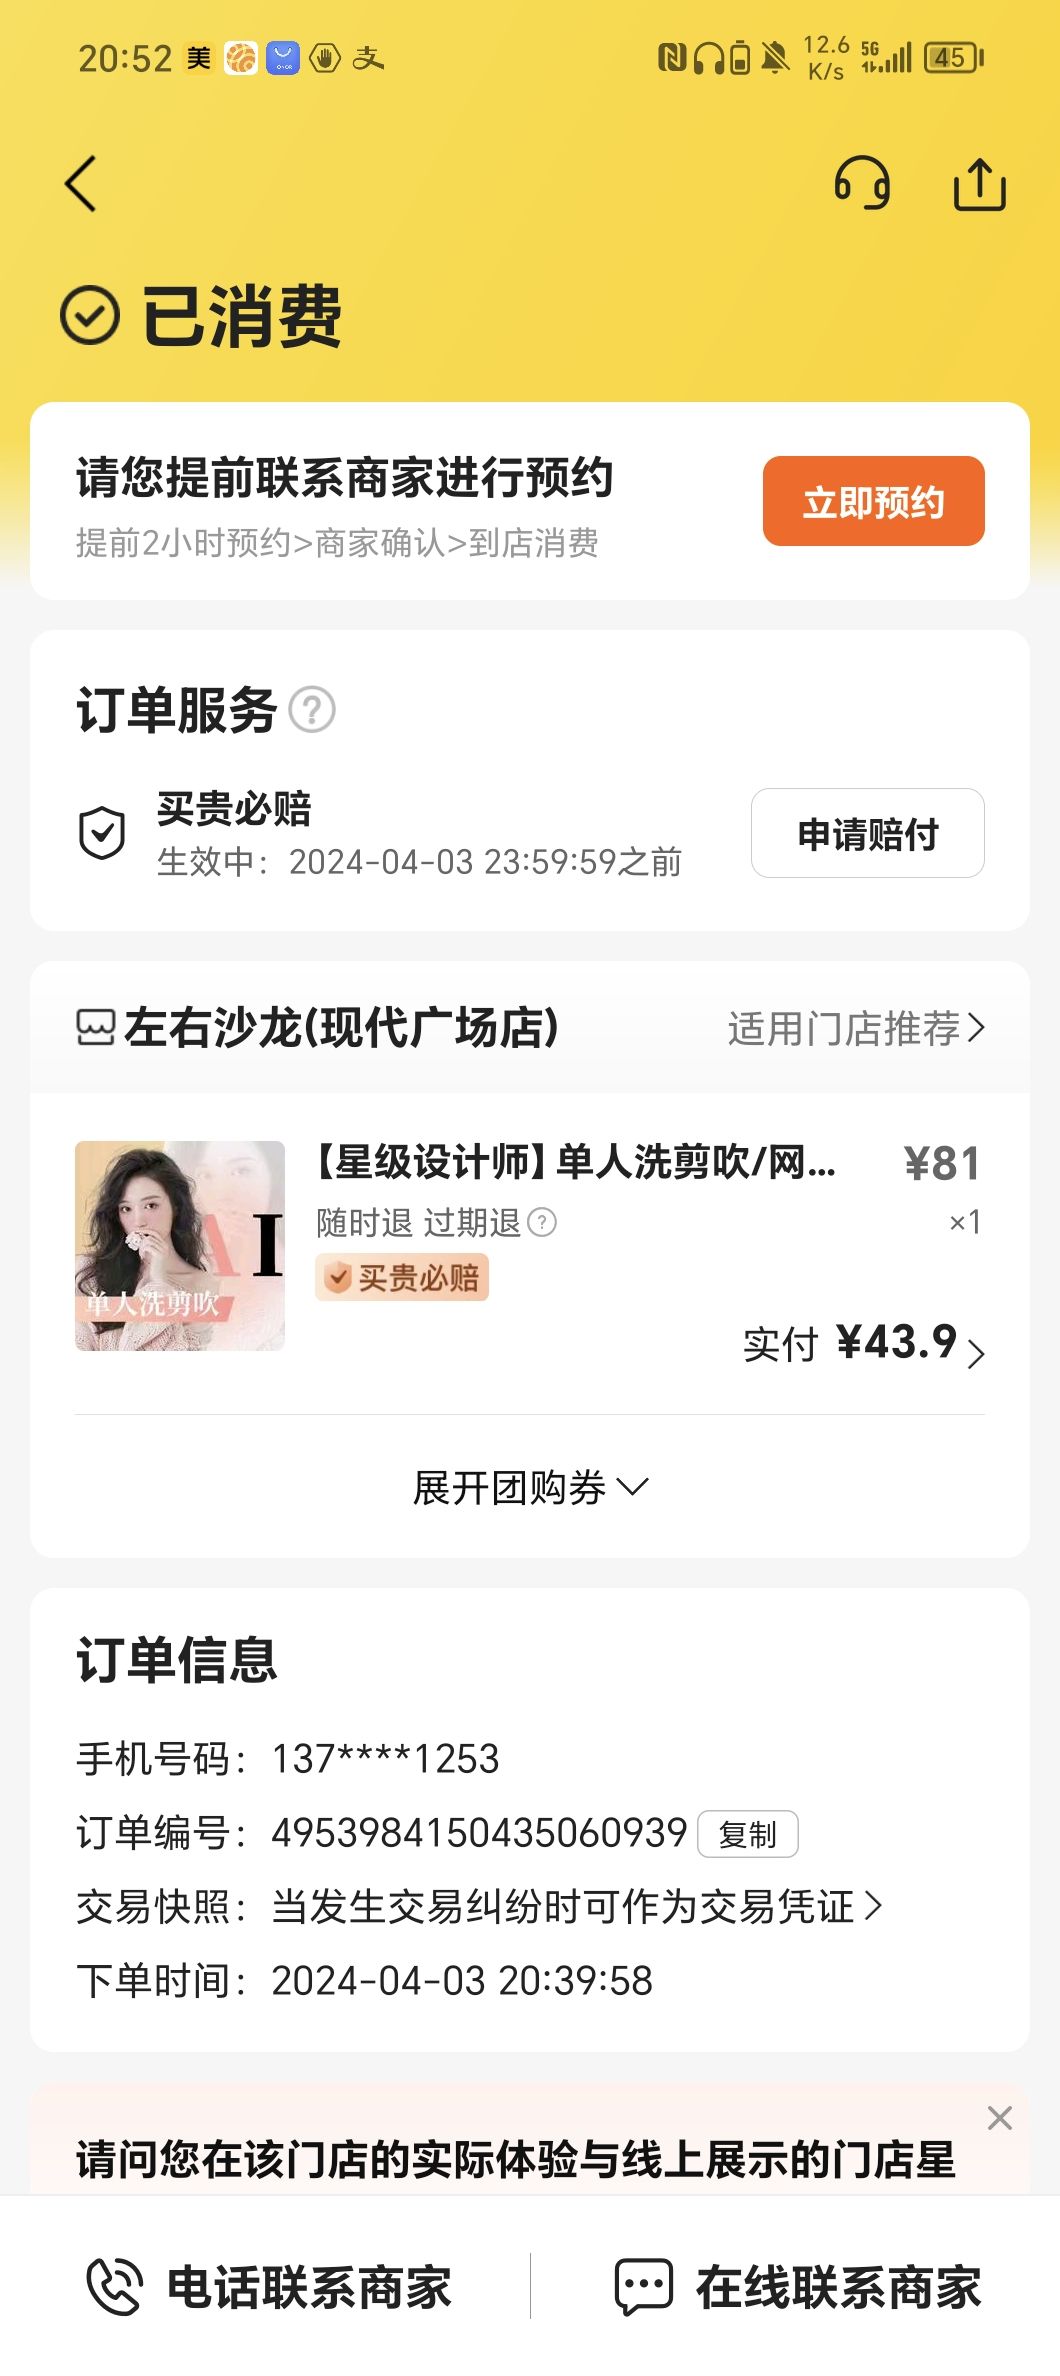 20:52 美 支 12.6 K/s 5G 45
已消费
请您提前联系商家进行预约
提前2小时预约>商家确认>到店消费
立即预约
订单服务 ?
买贵必赔
生效中：2024-04-03 23:59:59之前
申请赔付
左右沙龙(现代广场店) 适用门店推荐
【星级设计师】单人洗剪吹/网... ¥81
随时退 过期退 ? ×1
买贵必赔
A I
单人洗剪吹
实付 ¥43.9
展开团购券
订单信息
手机号码：137****1253
订单编号：4953984150435060939 复制
交易快照：当发生交易纠纷时可作为交易凭证
下单时间：2024-04-03 20:39:58
请问您在该门店的实际体验与线上展示的门店星
电话联系商家 在线联系商家